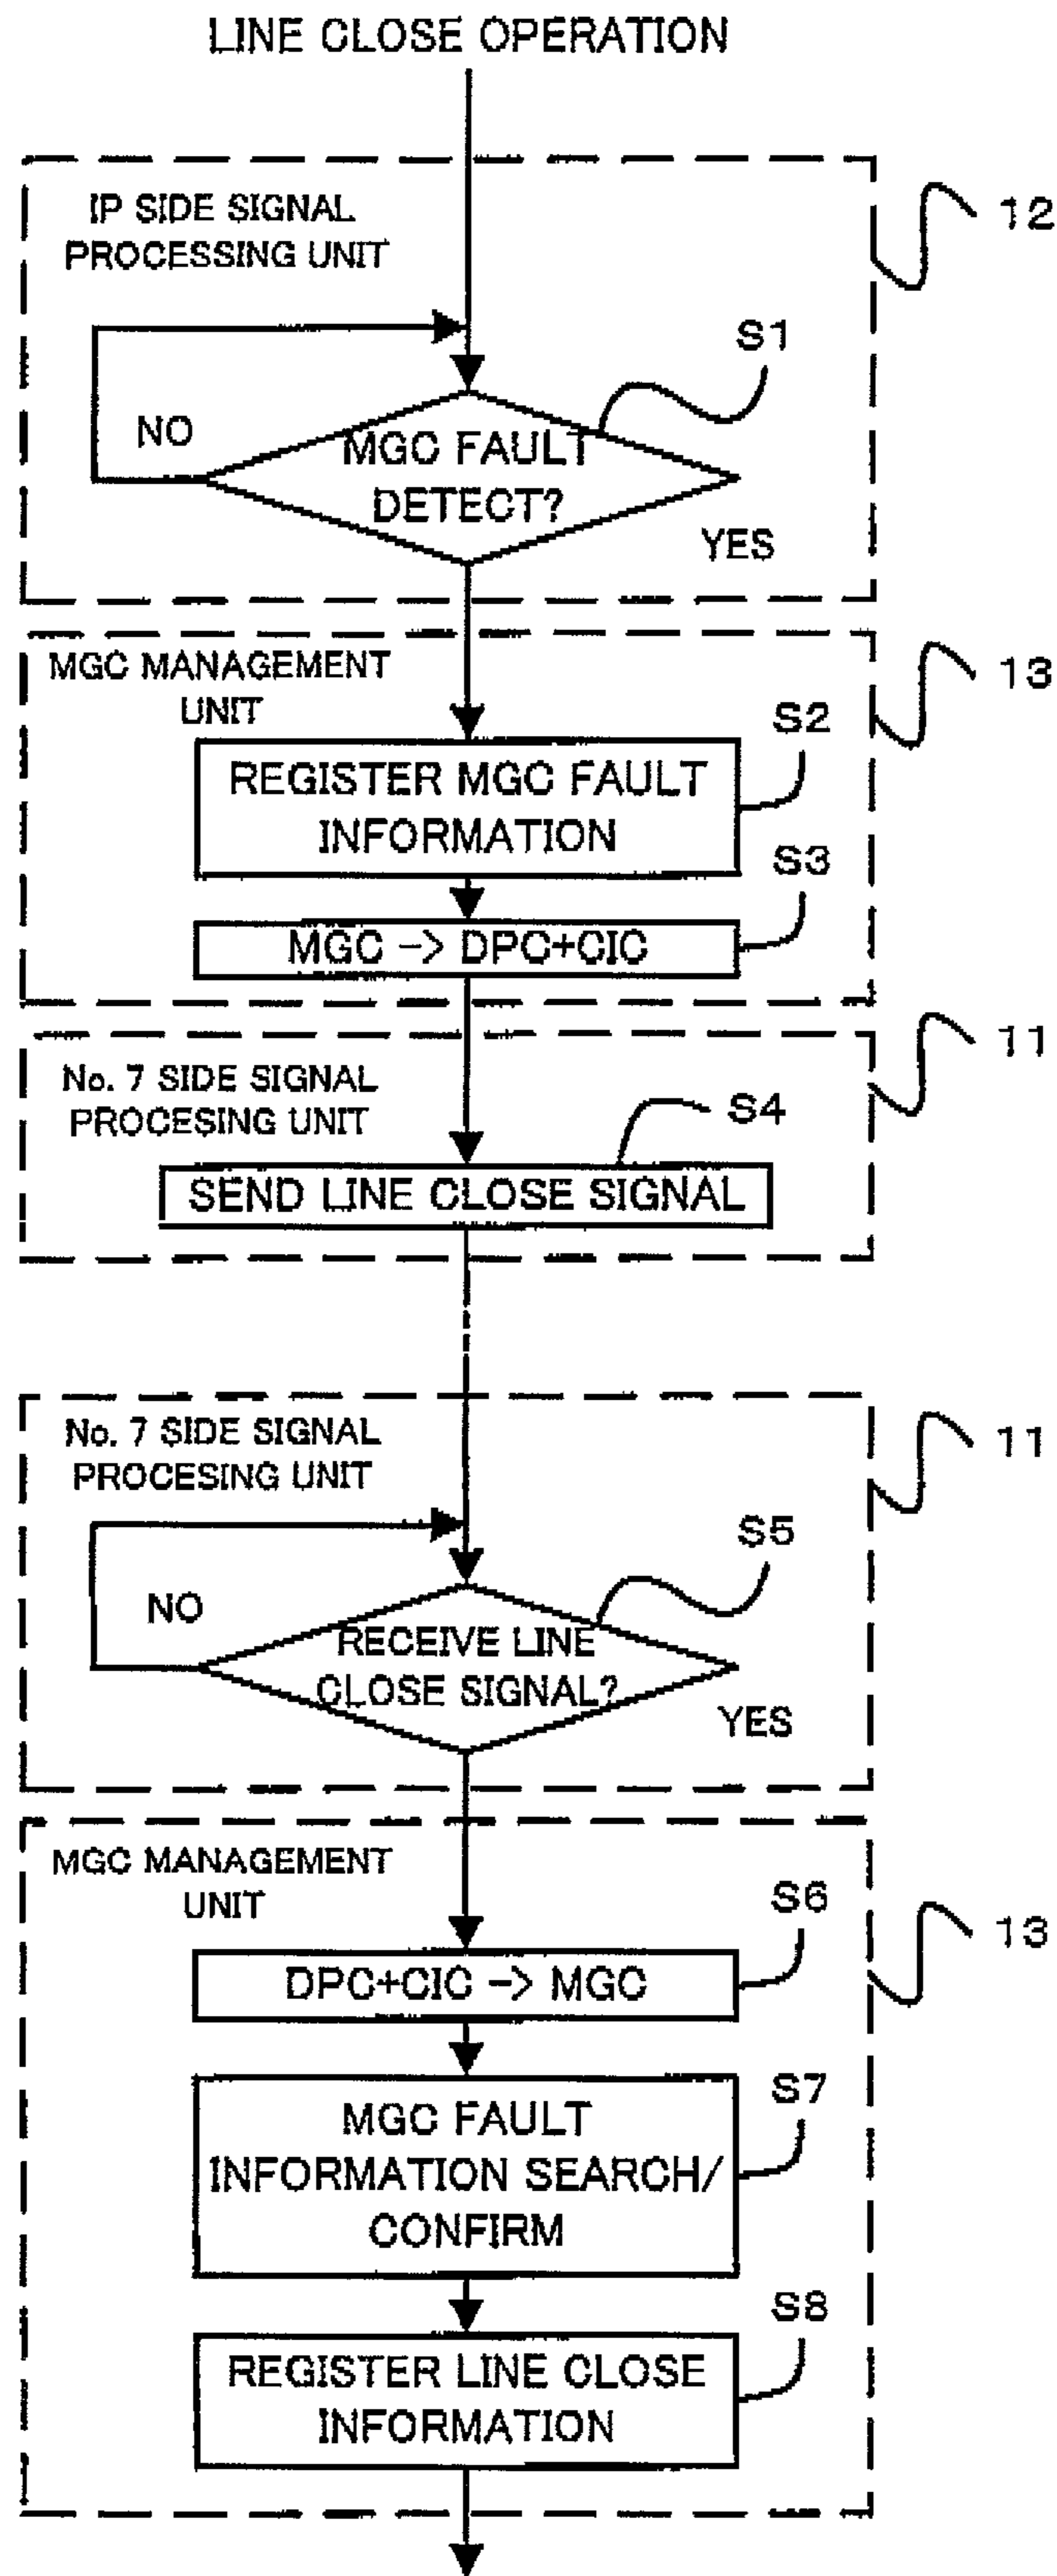 LINE CLOSE OPERATION
IP SIDE SIGNAL
PROCESSING UNIT
12
S1
NO
MGC FAULT
DETECT?
YES
MGC MANAGEMENT
UNIT
13
S2
REGISTER MGC FAULT
INFORMATION
S3
MGC -> DPC+CIC
11
No. 7 SIDE SIGNAL
PROCESING UNIT
S4
SEND LINE CLOSE SIGNAL
No. 7 SIDE SIGNAL
PROCESING UNIT
11
S5
NO
RECEIVE LINE
CLOSE SIGNAL?
YES
MGC MANAGEMENT
UNIT
S6
13
DPC+CIC -> MGC
S7
MGC FAULT
INFORMATION SEARCH/
CONFIRM
S8
REGISTER LINE CLOSE
INFORMATION